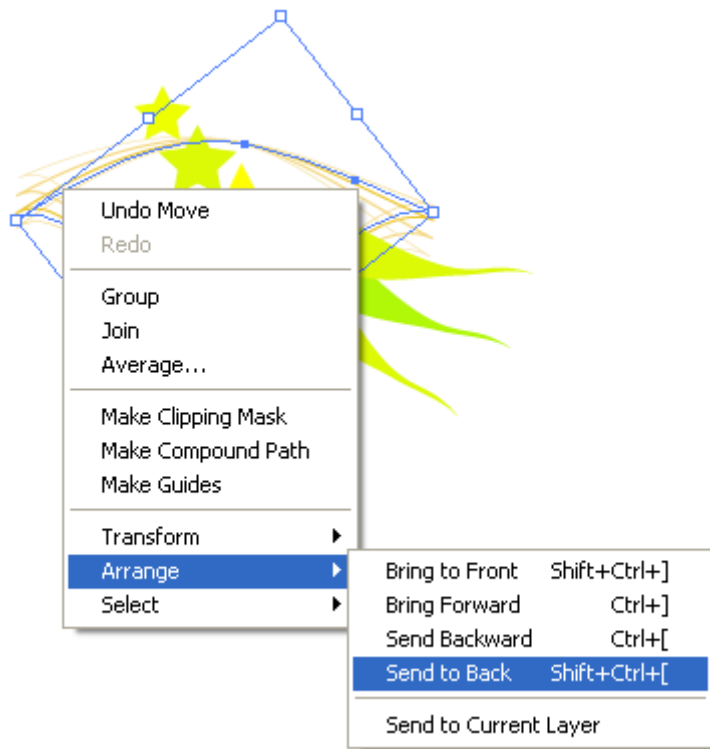 Undo Move
Redo
Group
Join
Average...
Make Clipping Mask
Make Compound Path
Make Guides
Transform
Arrange
Select
Bring to Front Shift+Ctrl+]
Bring Forward Ctrl+]
Send Backward Ctrl+[
Send to Back Shift+Ctrl+[
Send to Current Layer